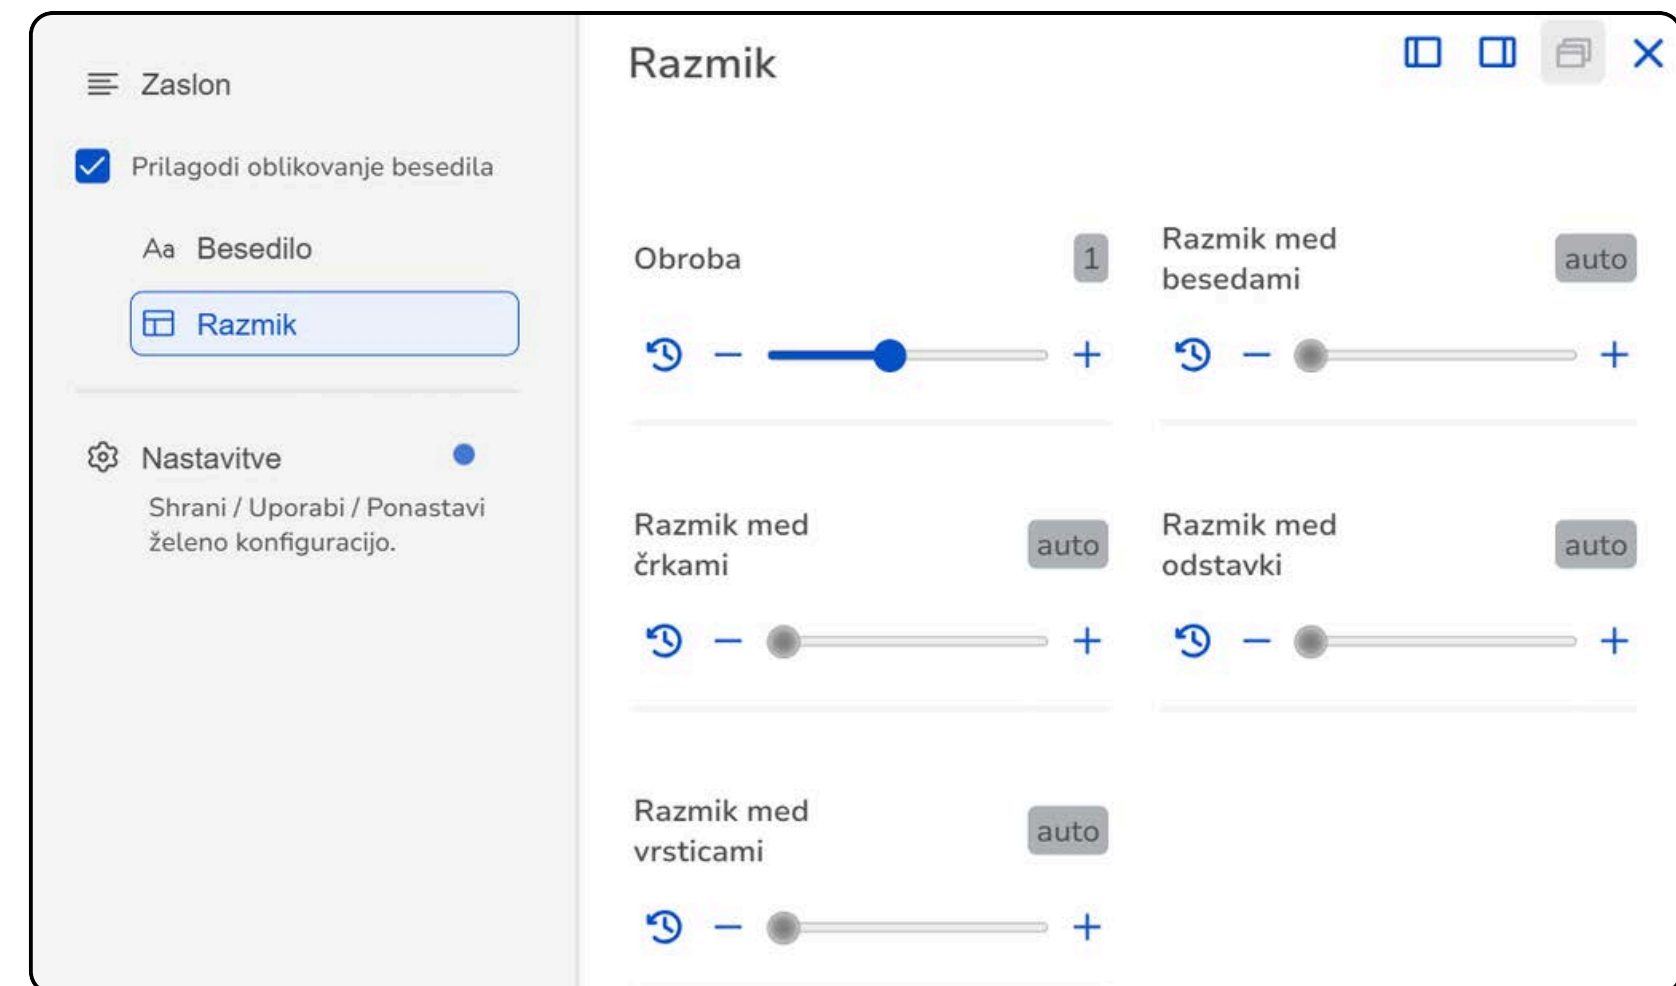 Zaslon
Prilagodi oblikovanje besedila
Aa Besedilo
Razmik
Nastavitve
Shrani / Uporabi / Ponastavi
želeno konfiguracijo.
Razmik
Obroba
1
Razmik med
besedami
auto
Razmik med
črkami
auto
Razmik med
odstavki
auto
Razmik med
vrsticami
auto